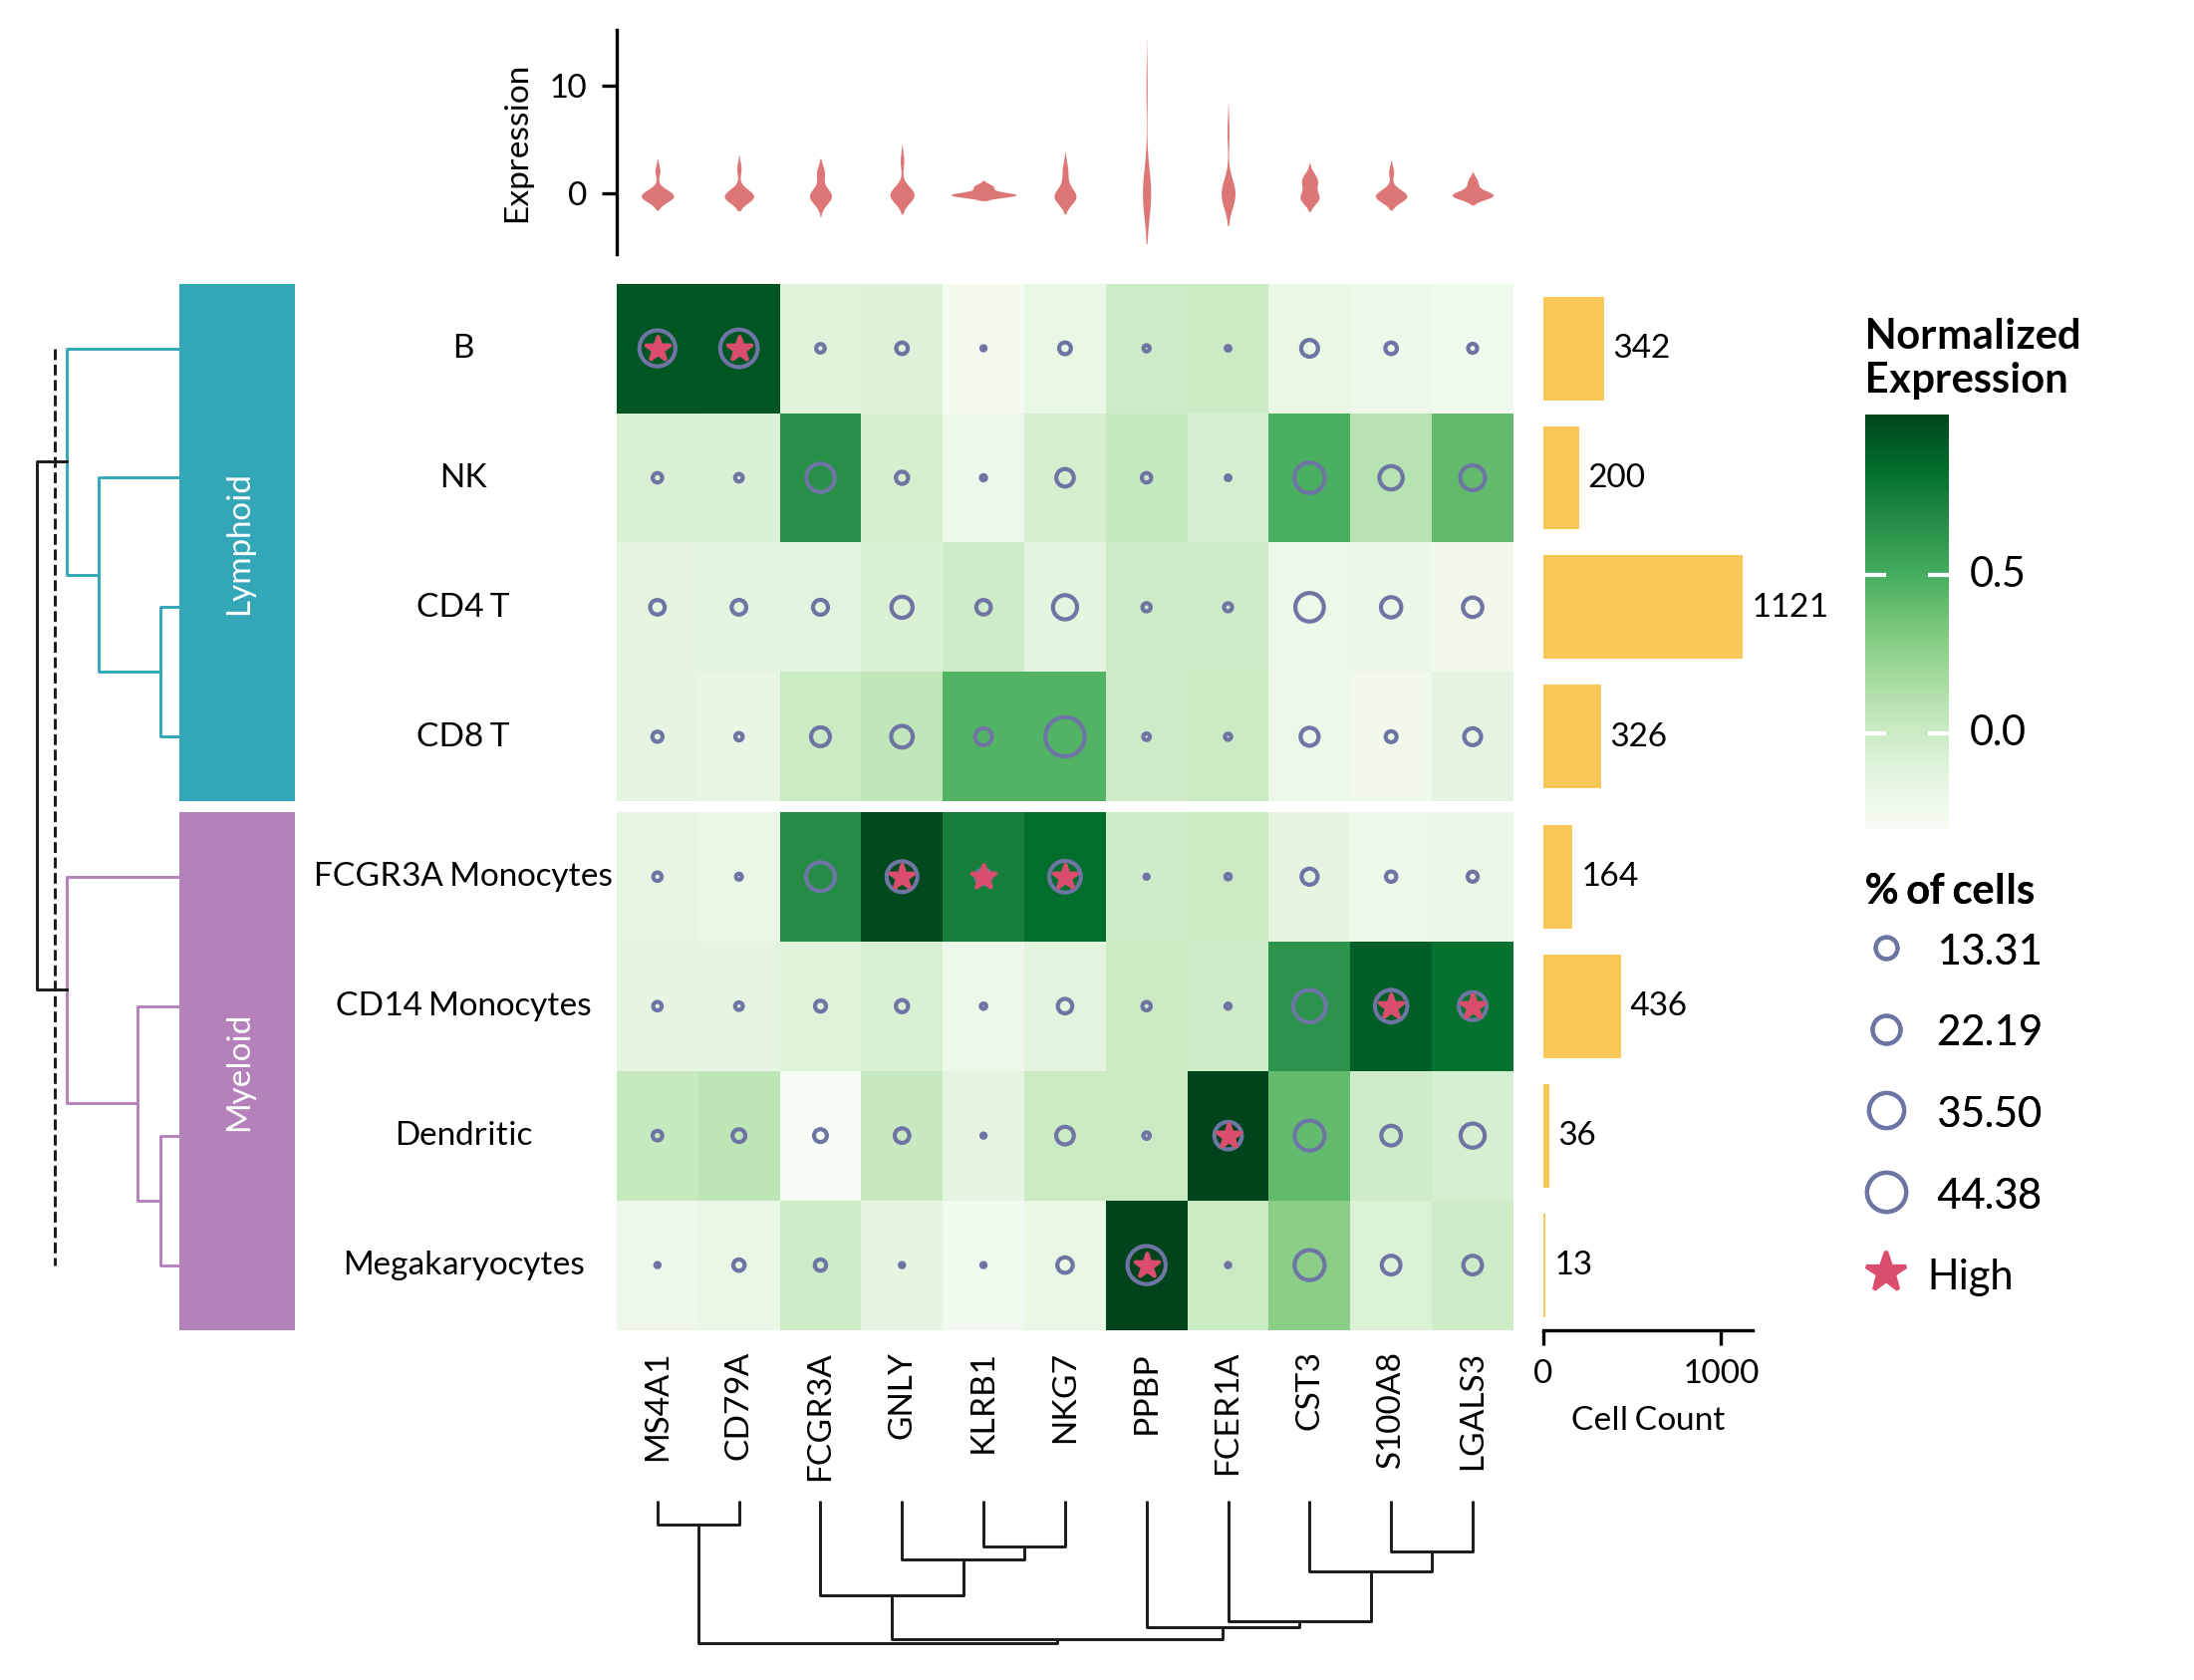 Expression
10
0
Lymphoid
Myeloid
B
342
NK
200
CD4 T
1121
CD8 T
326
FCGR3A Monocytes
164
CD14 Monocytes
436
Dendritic
36
Megakaryocytes
13
MS4A1
CD79A
FCGR3A
GNLY
KLRB1
NKG7
PPBP
FCER1A
CST3
S100A8
LGALS3
0
1000
Cell Count
Normalized
Expression
0.5
0.0
% of cells
13.31
22.19
35.50
44.38
High